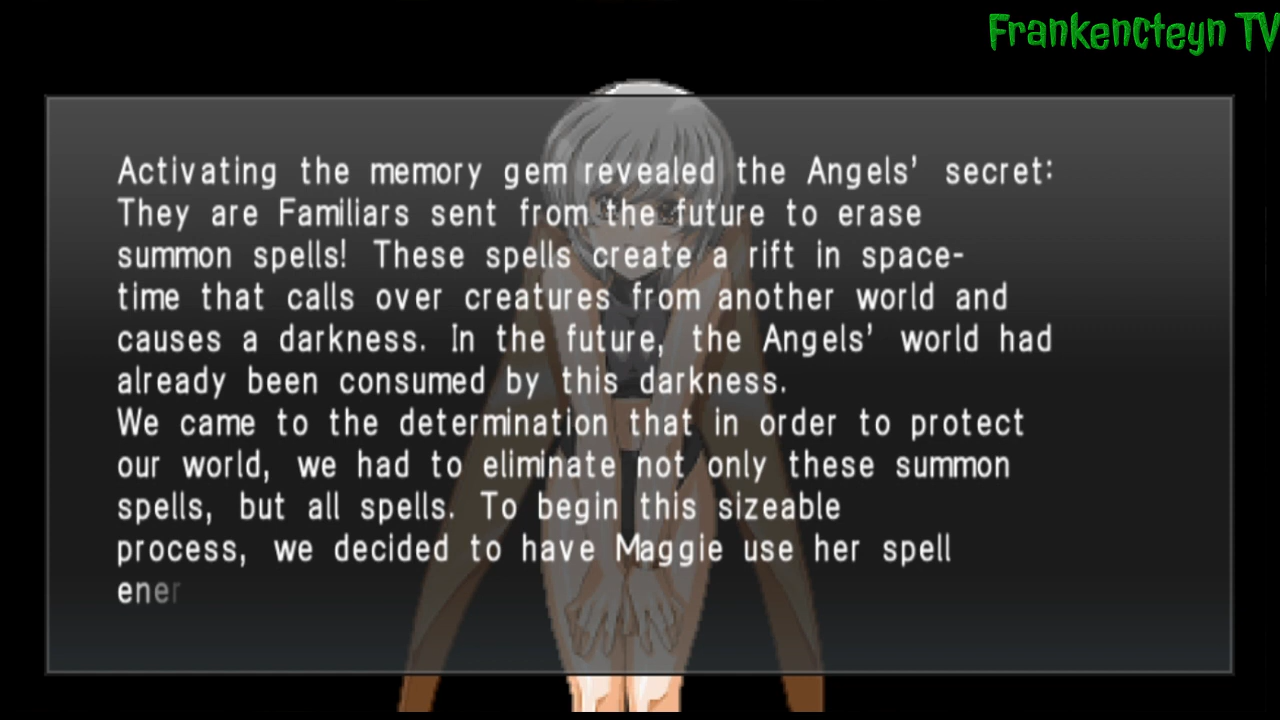 FrankenCteyn TV
Activating the memory gem revealed the Angels' secret:
They are Familiars sent from the future to erase
summon spells! These spells create a rift in space-
time that calls over creatures from another world and
causes a darkness. In the future, the Angels' world had
already been consumed by this darkness.
We came to the determination that in order to protect
our world, we had to eliminate not only these summon
spells, but all spells. To begin this sizeable
process, we decided to have Maggie use her spell
ener